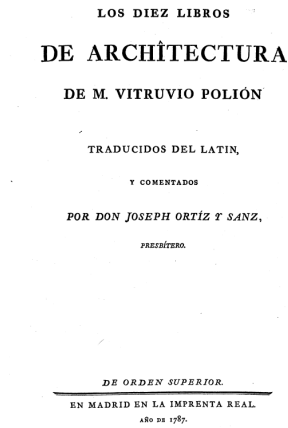 LOS DIEZ LIBROS
DE ARCHÎTECTURA
DE M. VITRUVIO POLIÓN
TRADUCIDOS DEL LATIN,
Y COMENTADOS
POR DON JOSEPH ORTÍZ Y SANZ,
PRESBÍTERO.
DE ORDEN SUPERIOR.
EN MADRID EN LA IMPRENTA REAL.
AÑO DE 1787.